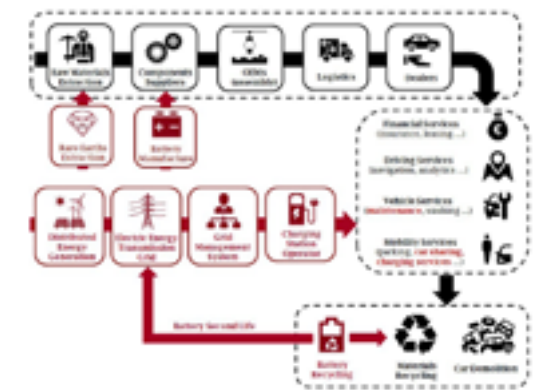 Raw Materials
Extraction
Components
Suppliers
OEMs
Assembly
Logistics
Dealers
Rare Earths
Extraction
Battery
Manufacture
Financial Services
(insurance, leasing ...)
Driving Services
(navigation, analytics ...)
Vehicle Services
(maintenance, washing ...)
Mobility Services
(parking, car sharing,
charging services ...)
Distributed
Energy
Generation
Electric Energy
Transmission
Grid
Grid
Management
System
Charging
Station
Operator
Battery Second Life
Battery
Recycling
Materials
Recycling
Car Demolition